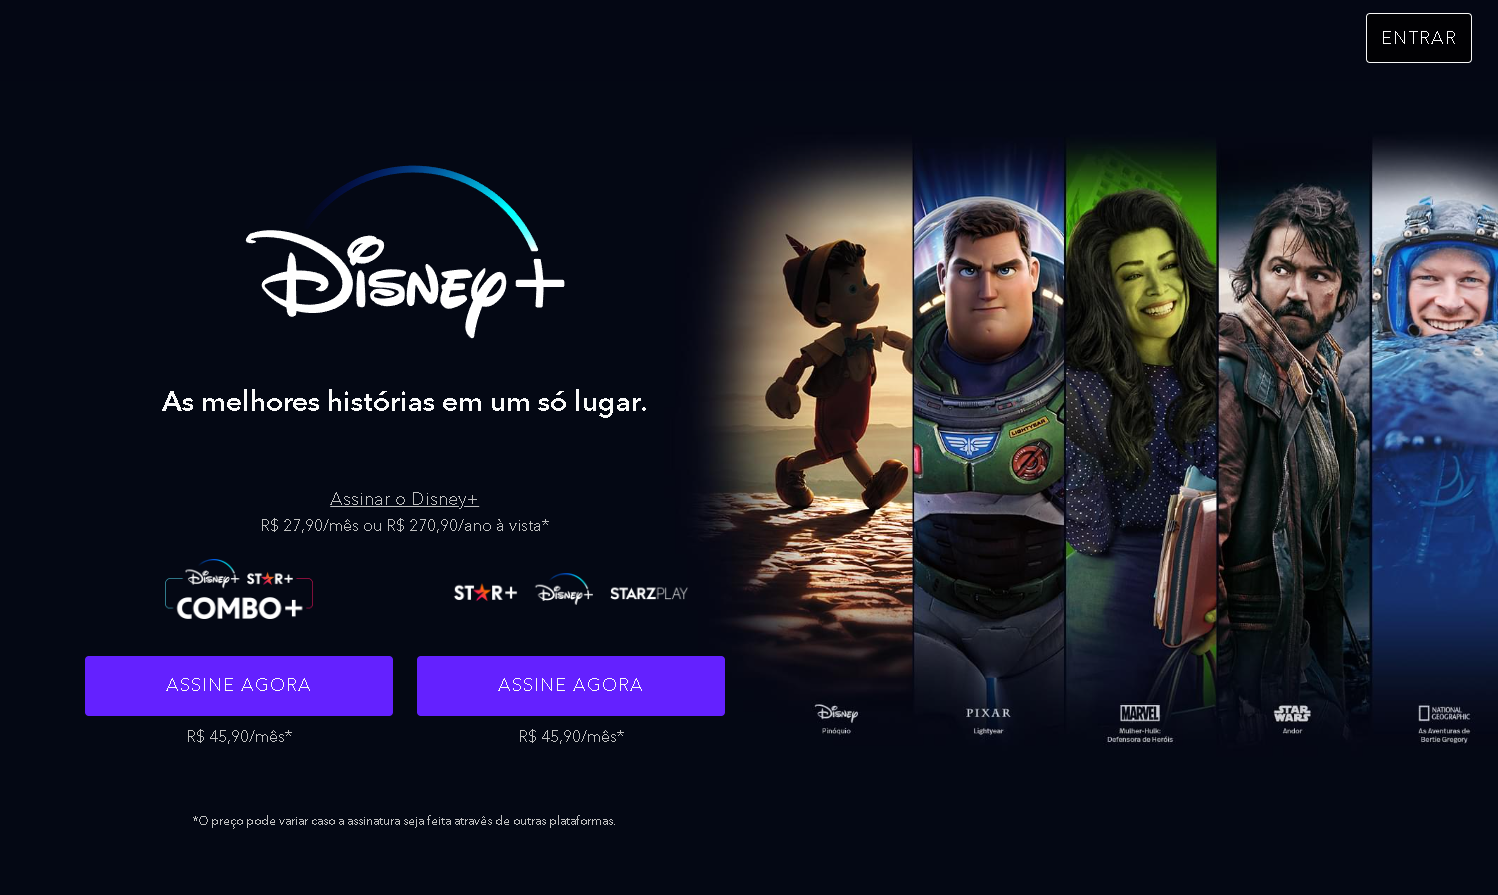 ENTRAR
Disney+
As melhores histórias em um só lugar.
Assinar o Disney+
R$ 27,90/mês ou R$ 270,90/ano à vista*
Disney+ STAR+
COMBO+
STAR+ Disney+ STARZPLAY
ASSINE AGORA
R$ 45,90/mês*
ASSINE AGORA
R$ 45,90/mês*
*O preço pode variar caso a assinatura seja feita através de outras plataformas.
LIGHTYEAR
Disney
Pinóquio
PIXAR
Lightyear
MARVEL
Mulher-Hulk:
Defensora de Heróis
STAR
WARS
Andor
NATIONAL
GEOGRAPHIC
As Aventuras de
Bertie Gregory